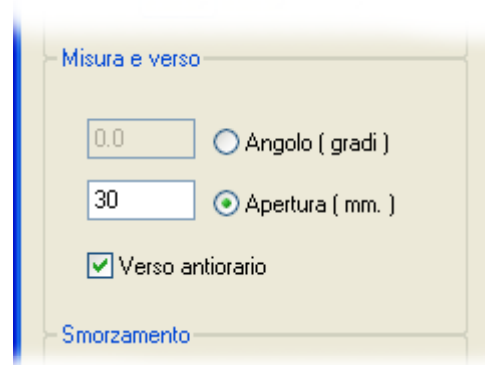 Misura e verso
0.0 Angolo ( gradi )
30 Apertura ( mm. )
Verso antiorario
Smorzamento